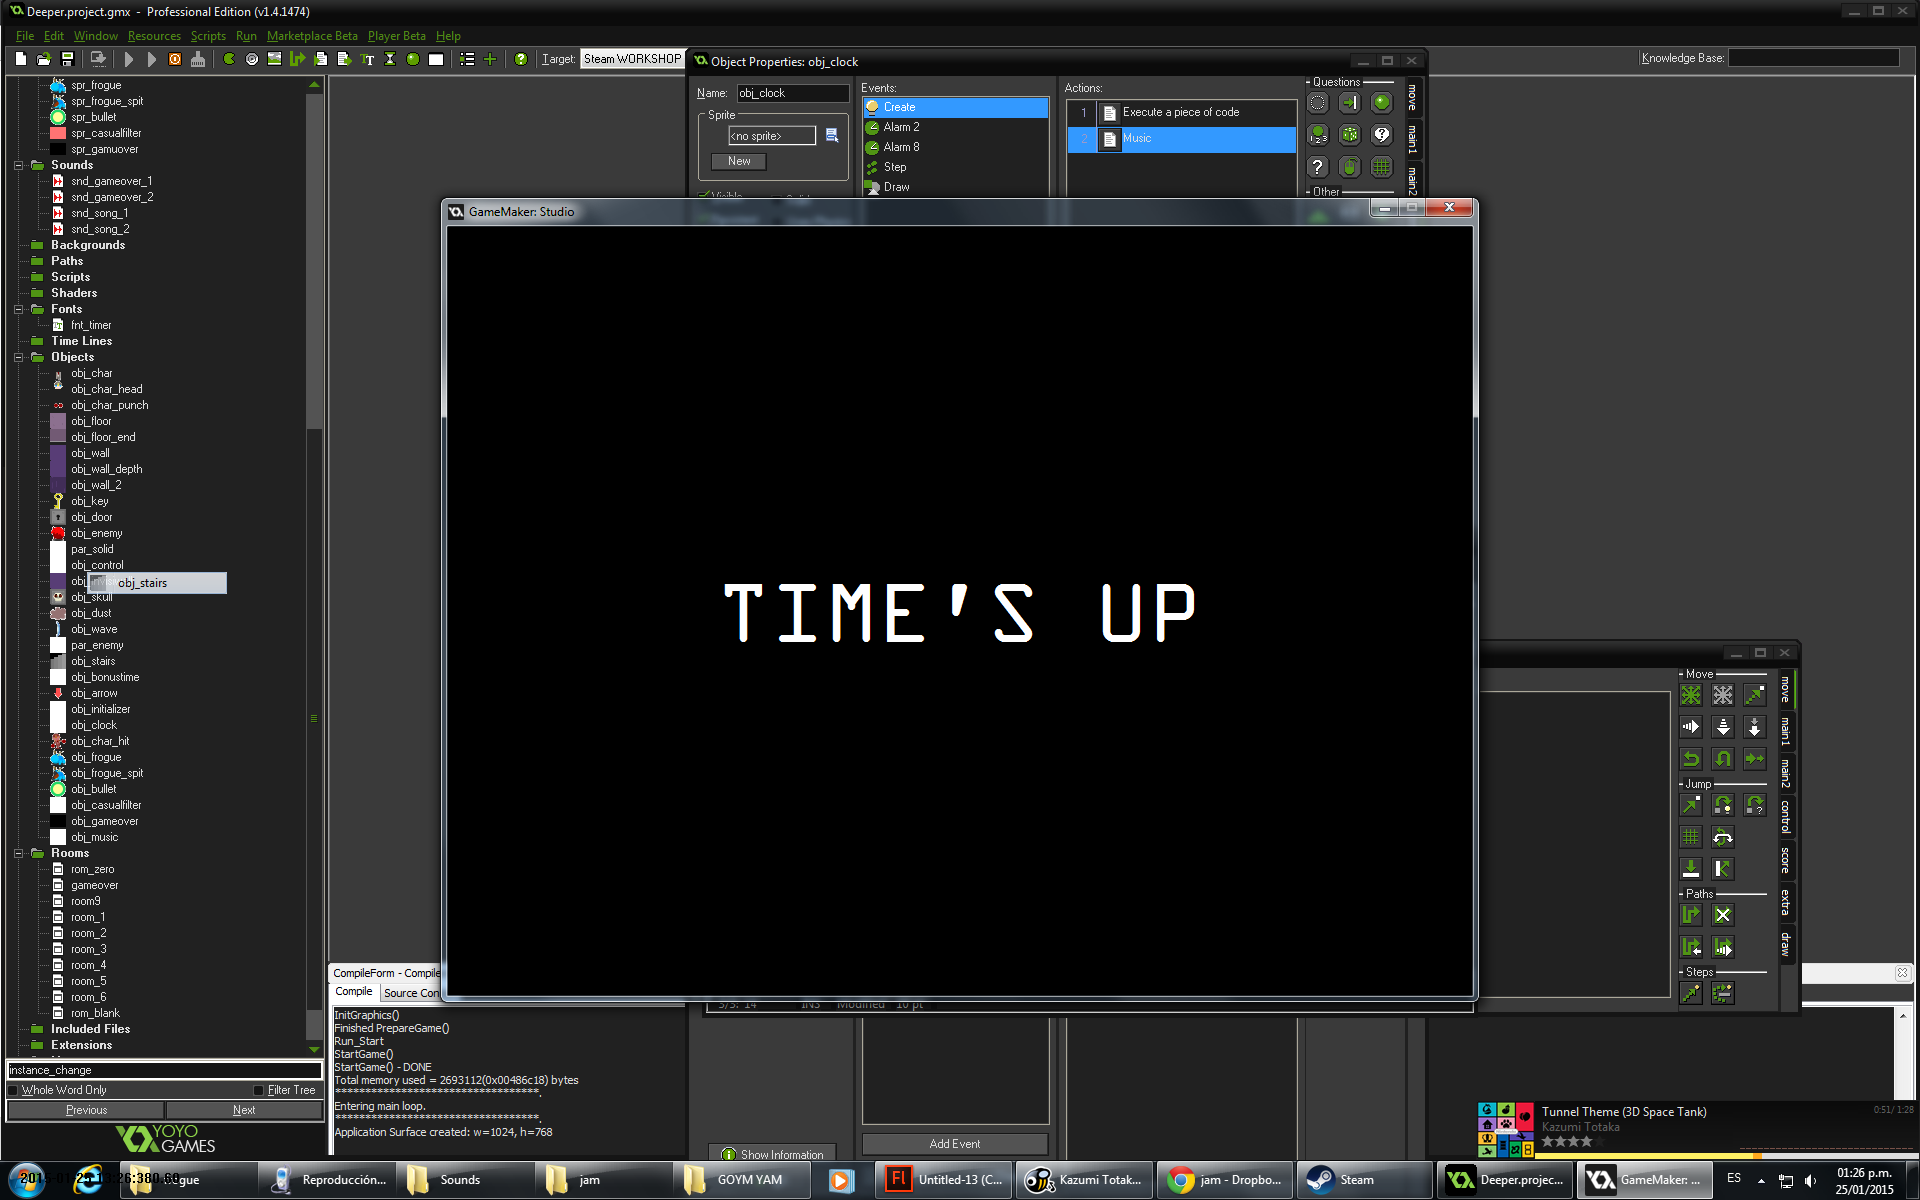 Deeper.project.gmx - Professional Edition (v1.4.1474)
File Edit Window Resources Scripts Run Marketplace Beta Player Beta Help
Target: Steam WORKSHOP
Knowledge Base:
spr_frogue
spr_frogue_spit
spr_bullet
spr_casualfilter
spr_gamuover
Sounds
snd_gameover_1
snd_gameover_2
snd_song_1
snd_song_2
Backgrounds
Paths
Scripts
Shaders
Fonts
fnt_timer
Time Lines
Objects
obj_char
obj_char_head
obj_char_punch
obj_floor
obj_floor_end
obj_wall
obj_wall_depth
obj_wall_2
obj_key
obj_door
obj_enemy
par_solid
obj_control
obj_stairs
obj_skull
obj_dust
obj_wave
par_enemy
obj_stairs
obj_bonustime
obj_arrow
obj_initializer
obj_clock
obj_char_hit
obj_frogue
obj_frogue_spit
obj_bullet
obj_casualfilter
obj_gameover
obj_music
Rooms
rom_zero
gameover
room9
room_1
room_2
room_3
room_4
room_5
room_6
rom_blank
Included Files
Extensions
instance_change
Whole Word Only Filter Tree
Previous Next
YOYO
GAMES
Object Properties: obj_clock
Name: obj_clock
Sprite
<no sprite>
New
Events:
Create
Alarm 2
Alarm 8
Step
Draw
Actions:
1 Execute a piece of code
2 Music
Questions
Other
move
main1
main2
GameMaker: Studio
TIME'S UP
Move
Jump
Paths
Steps
move
main1
main2
control
score
extra
draw
3/3: 14 INS Modified 10 pt
CompileForm - Compile
Compile Source Con
InitGraphics()
Finished PrepareGame()
Run_Start
StartGame()
StartGame() - DONE
Total memory used = 2693112(0x00486c18) bytes
**********************************.
Entering main loop.
**********************************.
Application Surface created: w=1024, h=768
Show Information
Add Event
Tunnel Theme (3D Space Tank)
Kazumi Totaka
0:51/ 1:28
Reproducción...
Sounds
jam
GOYM YAM
Untitled-13 (C...
Kazumi Totak...
jam - Dropbo...
Steam
Deeper.projec...
GameMaker: ...
ES
01:26 p.m.
25/01/2015